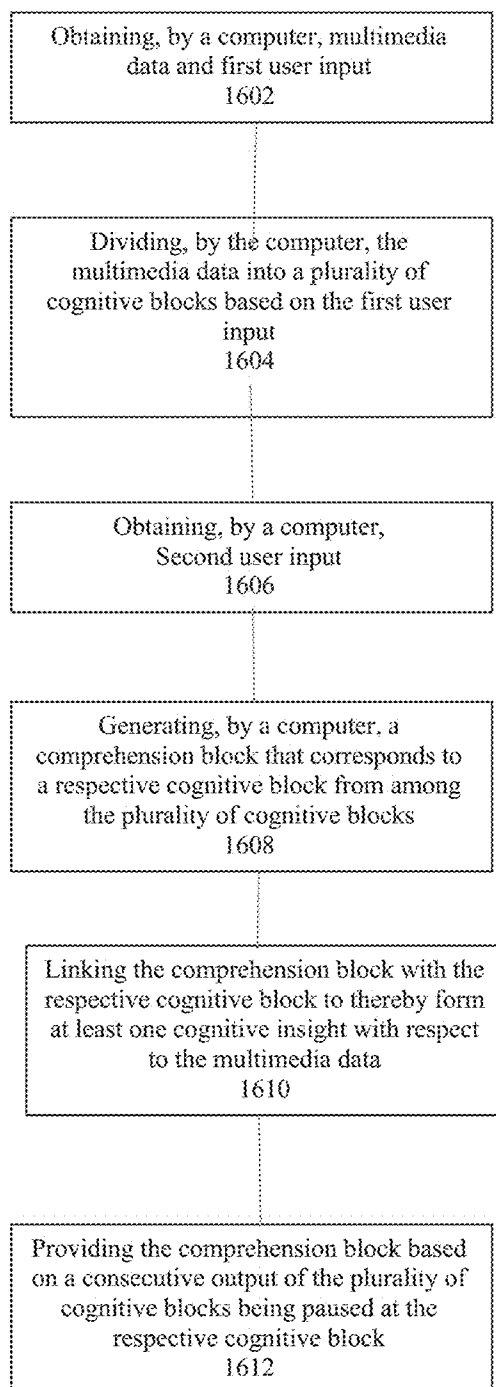 Obtaining, by a computer, multimedia
data and first user input
1602
Dividing, by the computer, the
multimedia data into a plurality of
cognitive blocks based on the first user
input
1604
Obtaining, by a computer,
Second user input
1606
Generating, by a computer, a
comprehension block that corresponds to
a respective cognitive block from among
the plurality of cognitive blocks
1608
Linking the comprehension block with the
respective cognitive block to thereby form
at least one cognitive insight with respect
to the multimedia data
1610
Providing the comprehension block based
on a consecutive output of the plurality of
cognitive blocks being paused at the
respective cognitive block
1612